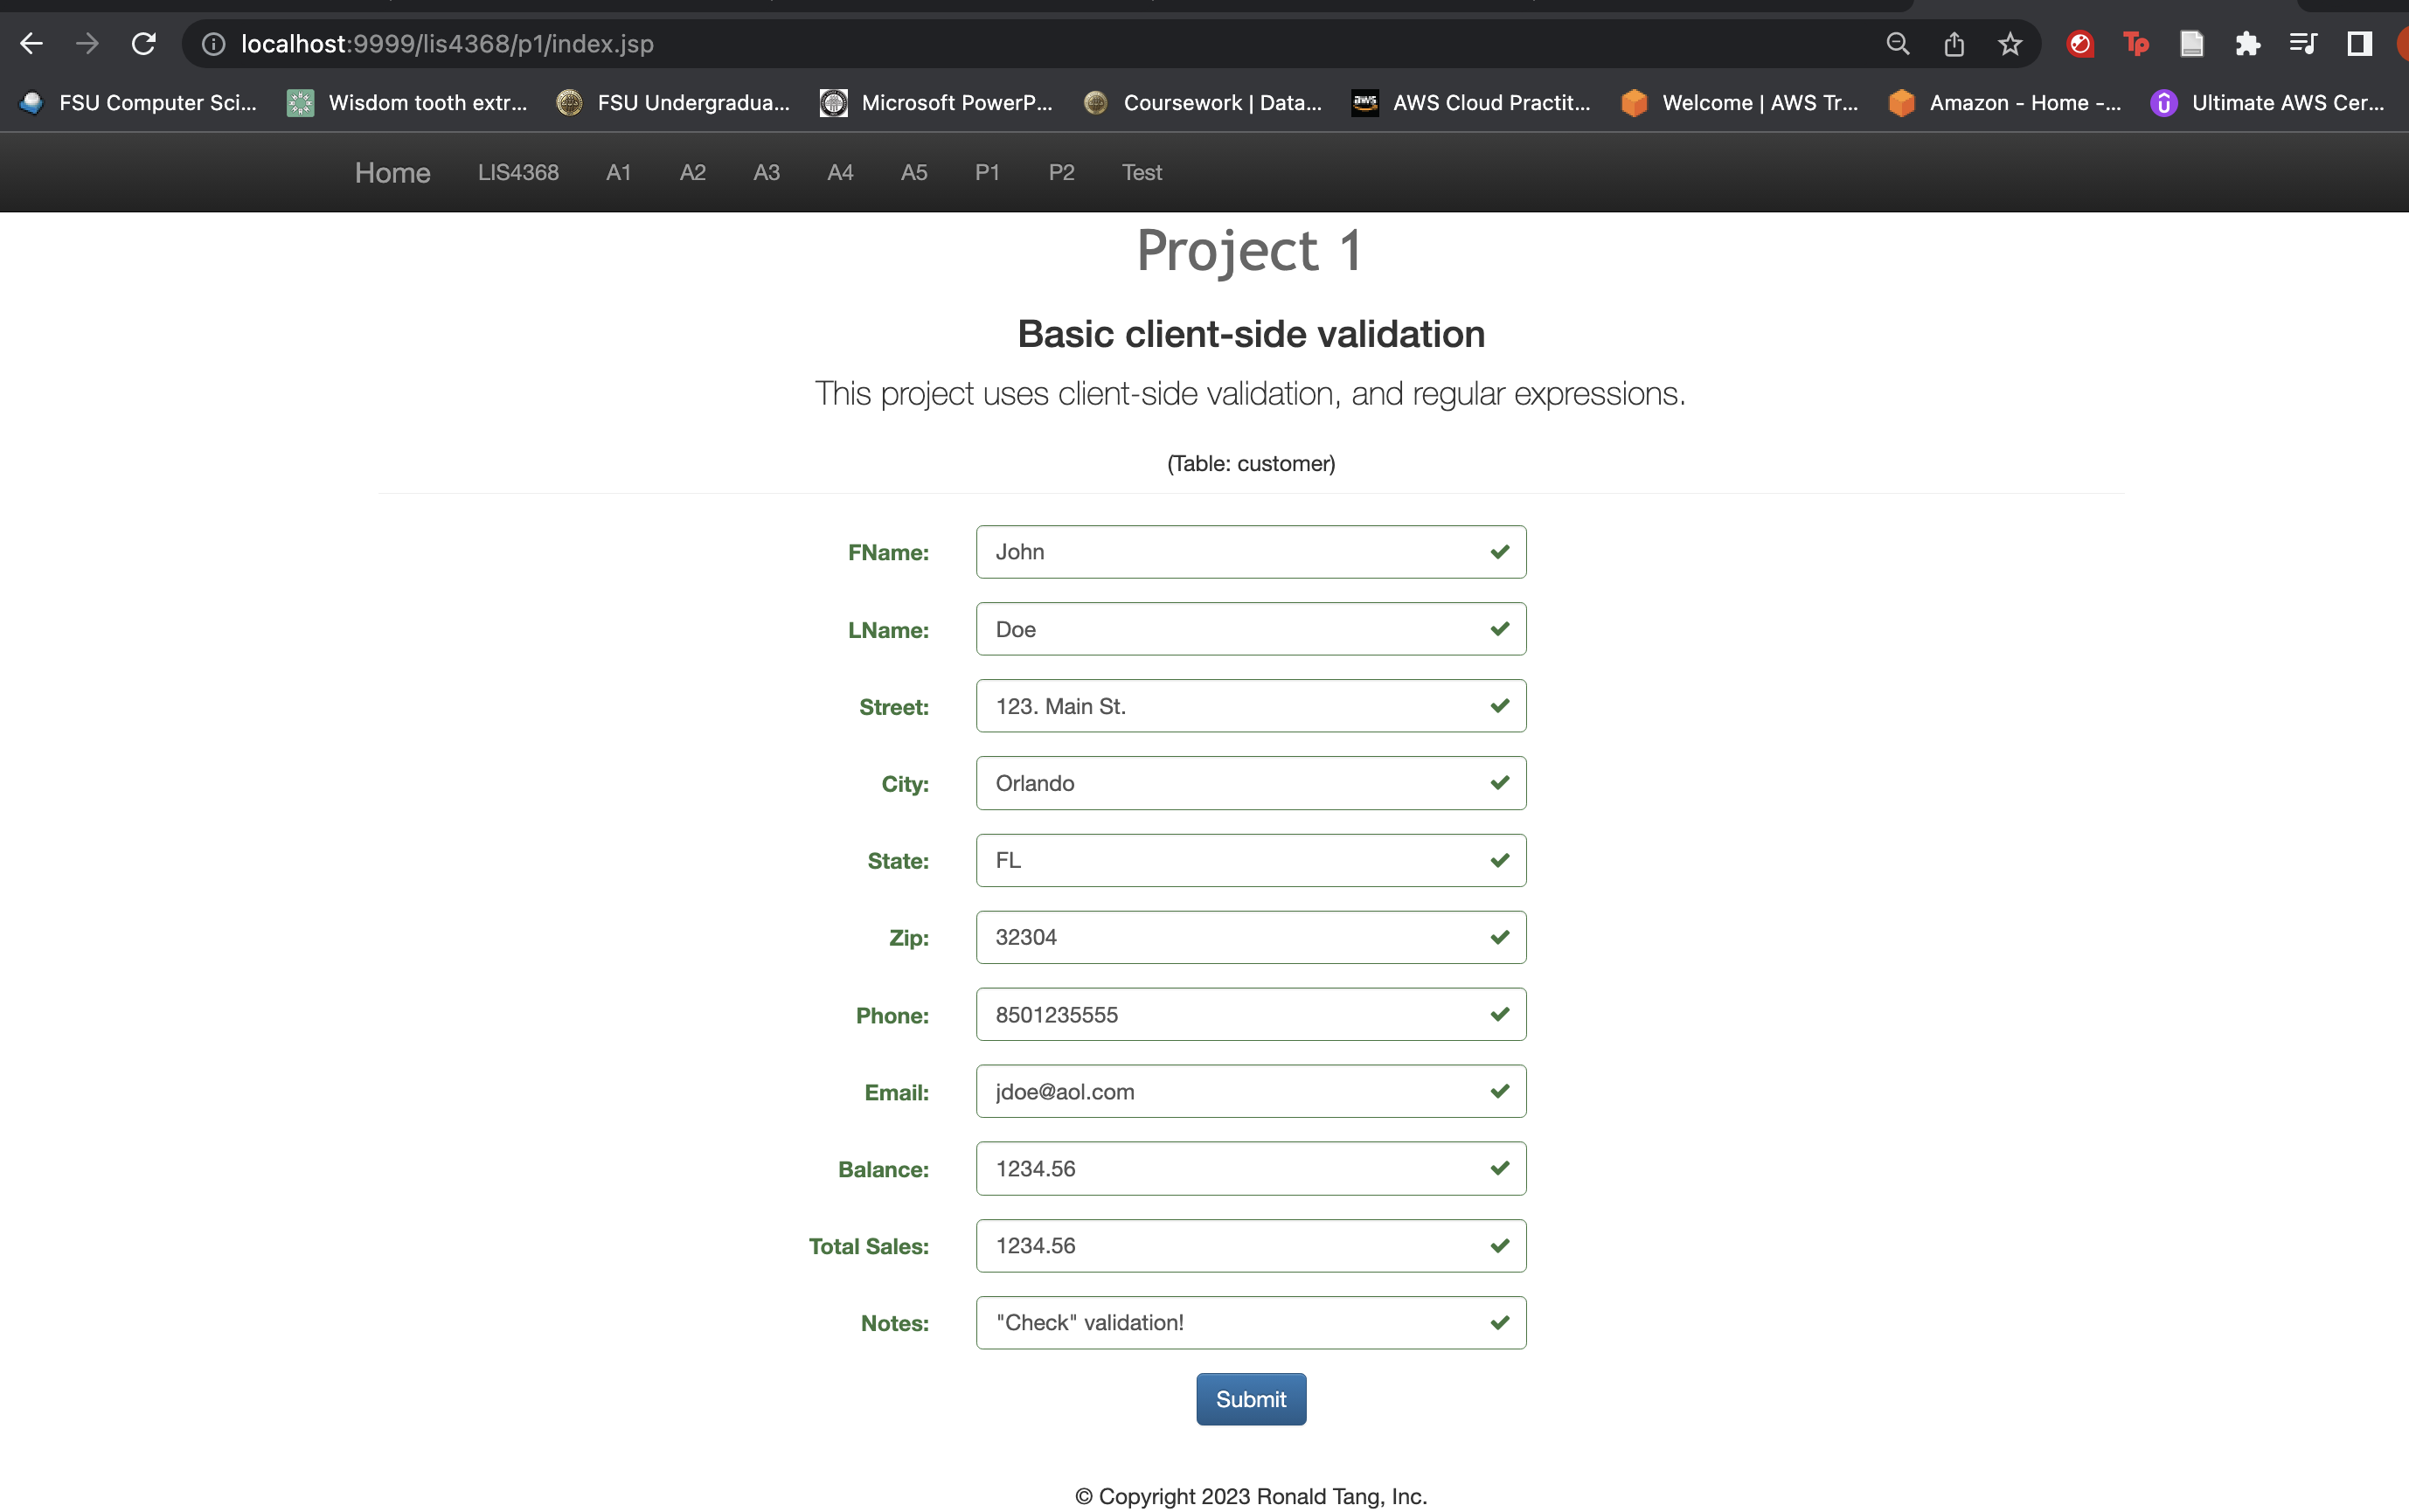 localhost:9999/lis4368/p1/index.jsp
Tp
FSU Computer Sci... Wisdom tooth extr... FSU Undergradua... Microsoft PowerP... Coursework | Data... aws AWS Cloud Practit... Welcome | AWS Tr... Amazon - Home -... Ultimate AWS Cer...
Home LIS4368 A1 A2 A3 A4 A5 P1 P2 Test
Project 1
Basic client-side validation
This project uses client-side validation, and regular expressions.
(Table: customer)
FName: John
LName: Doe
Street: 123. Main St.
City: Orlando
State: FL
Zip: 32304
Phone: 8501235555
Email: jdoe@aol.com
Balance: 1234.56
Total Sales: 1234.56
Notes: "Check" validation!
Submit
© Copyright 2023 Ronald Tang, Inc.